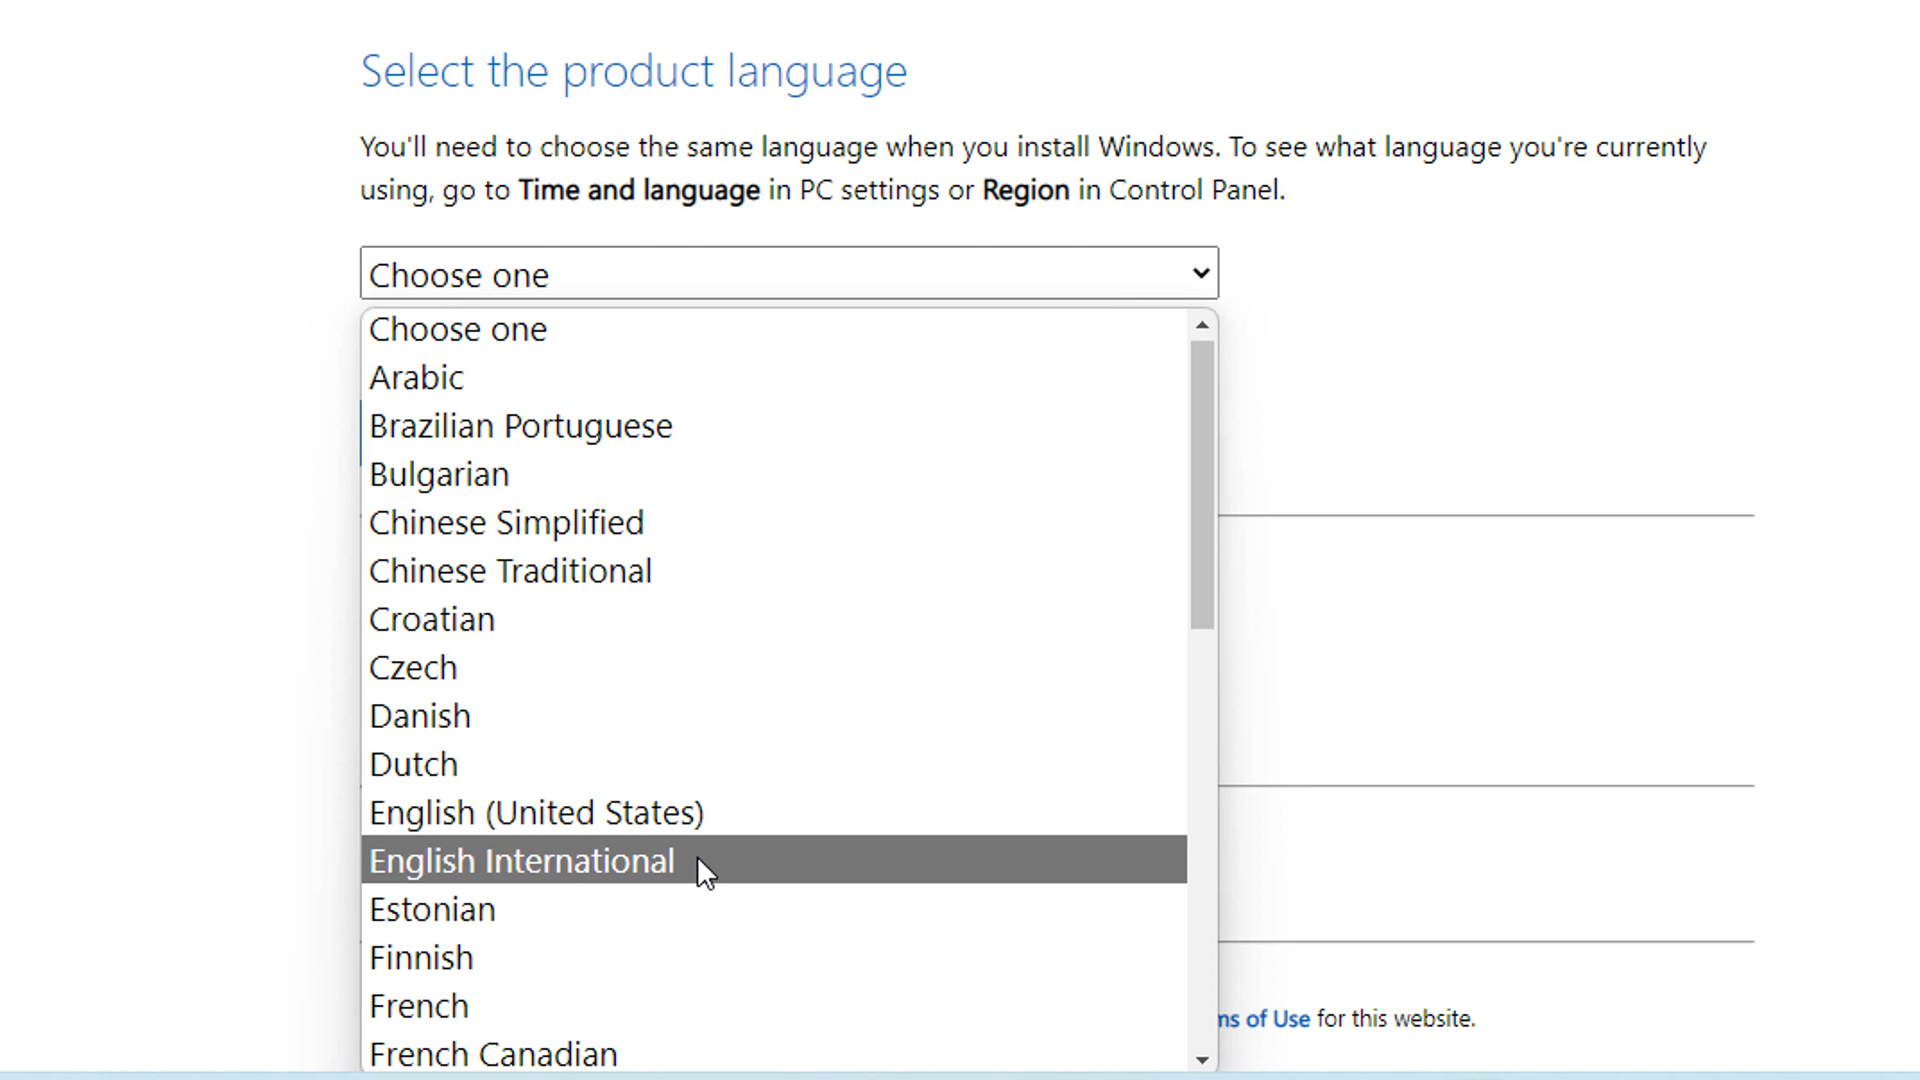 Select the product language
You'll need to choose the same language when you install Windows. To see what language you're currently
using, go to Time and language in PC settings or Region in Control Panel.
Choose one
Choose one
Arabic
Brazilian Portuguese
Bulgarian
Chinese Simplified
Chinese Traditional
Croatian
Czech
Danish
Dutch
English (United States)
English International
Estonian
Finnish
French
of Use for this website.
French Canadian